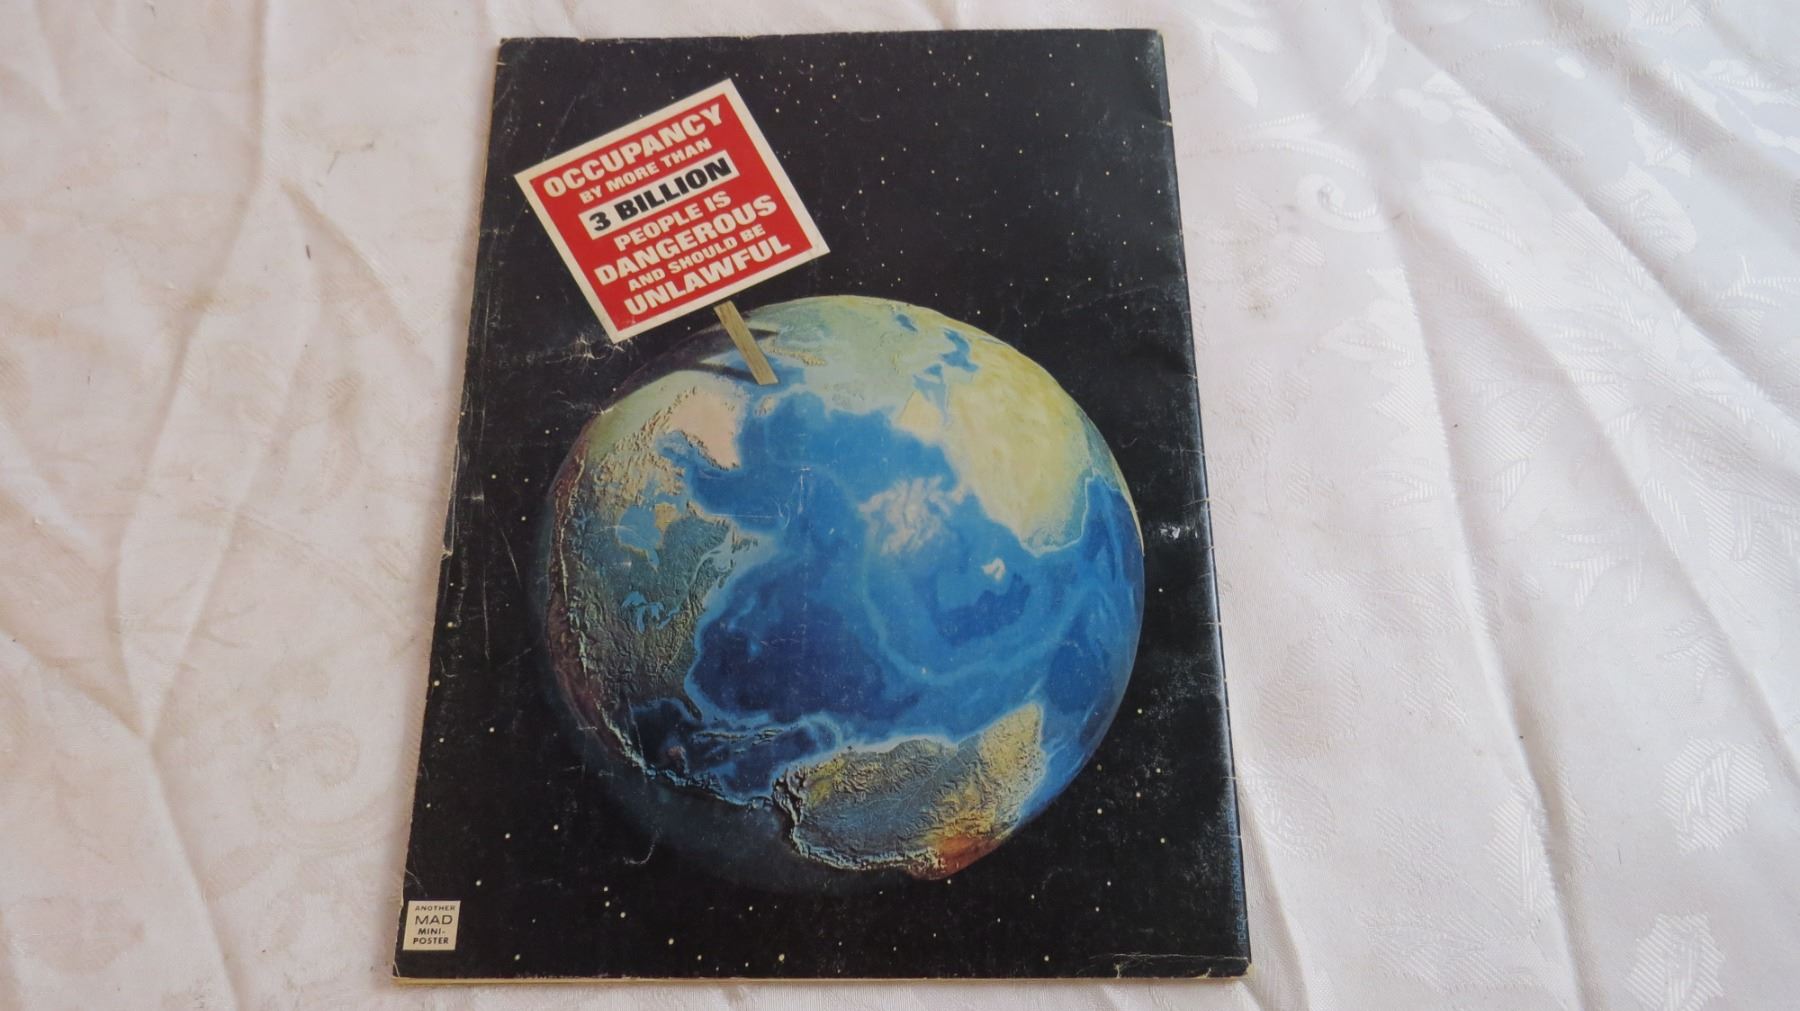 OCCUPANCY
BY MORE THAN
3 BILLION
PEOPLE IS
DANGEROUS
AND SHOULD BE
UNLAWFUL
ANOTHER
MAD
MINI-
POSTER